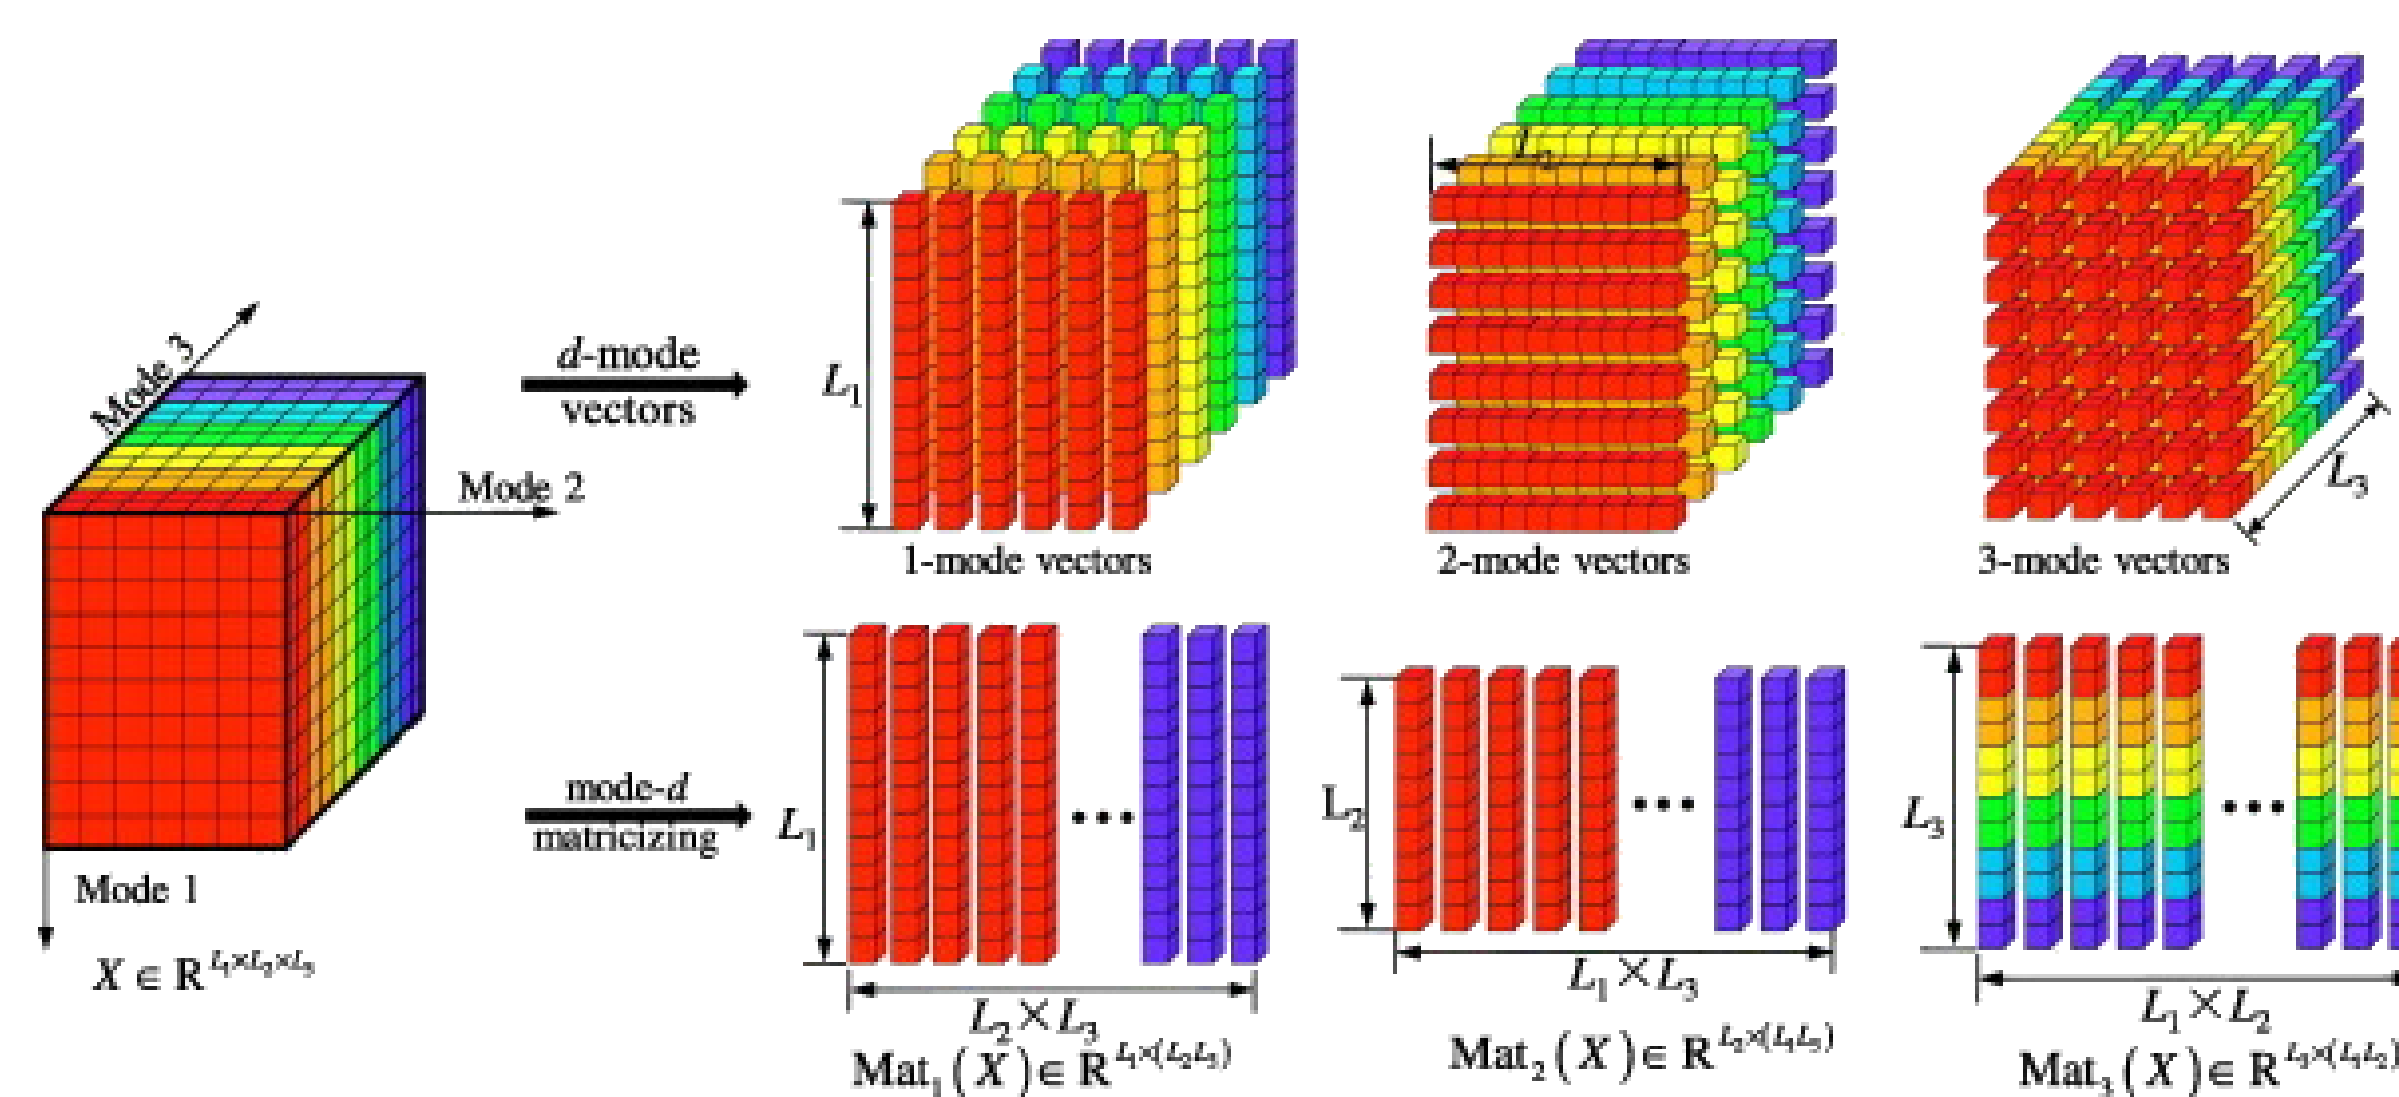 Mode 3
Mode 2
Mode 1
X ∈ R^{L₁×L₂×L₃}
d-mode
vectors
L₁
1-mode vectors
L₂
2-mode vectors
L₃
3-mode vectors
mode-d
matricizing
L₁
L₂×L₃
Mat₁(X)∈R^{L₁×(L₂L₃)}
L₂
L₁×L₃
Mat₂(X)∈R^{L₂×(L₁L₃)}
L₃
L₁×L₂
Mat₃(X)∈R^{L₃×(L₁L₂)}